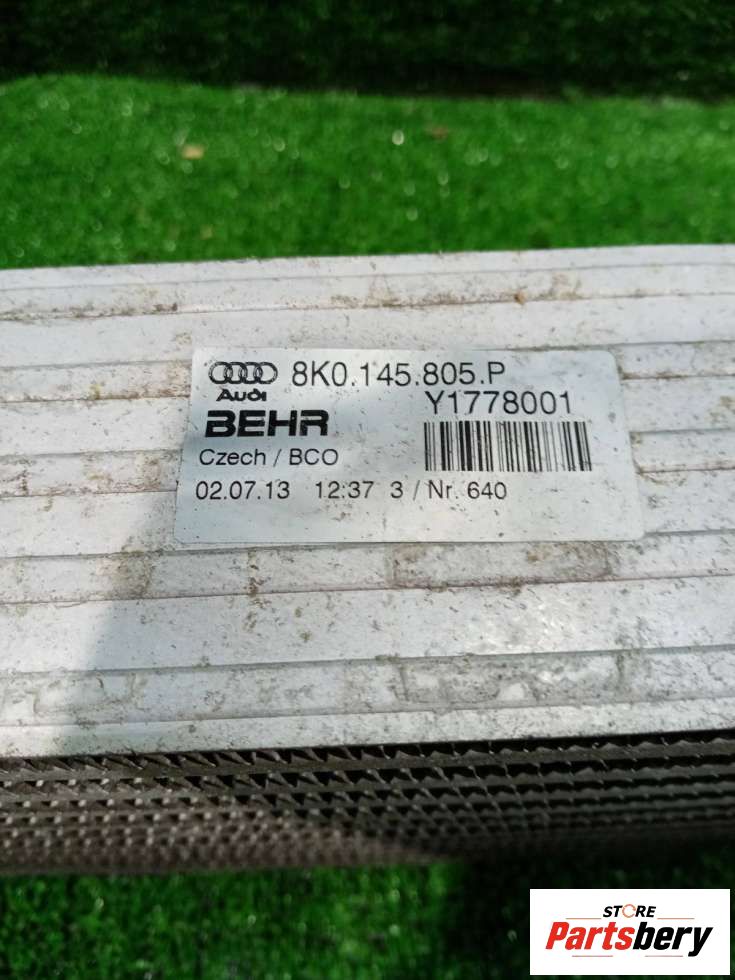 8K0.145.805.P
Audi
Y1778001
BEHR
Czech / BCO
02.07.13 12:37 3 / Nr. 640
STORE
Partsbery